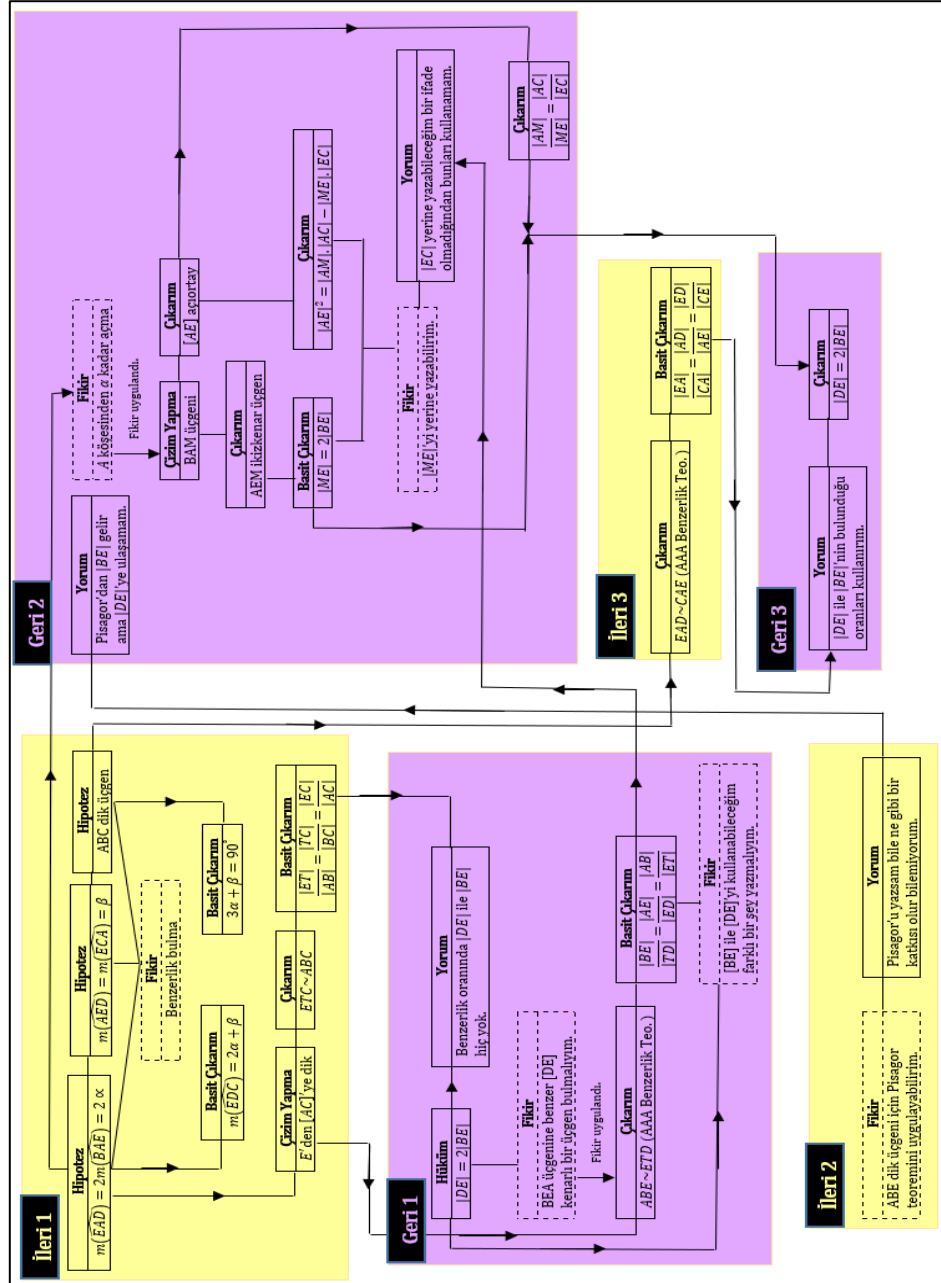 İleri 1
Hipotez
m(EAD) = 2m(BAE) = 2 ∝
Hipotez
m(AED) = m(ECA) = β
Hipotez
ABC dik üçgen
Fikir
Benzerlik bulma
Basit Çıkarım
m(EDC) = 2α + β
Basit Çıkarım
3α + β = 90°
Çizim Yapma
E'den [AC]'ye dik
Çıkarım
ETC~ABC
Basit Çıkarım
|ET|/|AB| = |TC|/|BC| = |EC|/|AC|
Geri 1
Hüküm
|DE| = 2|BE|
Yorum
Benzerlik oranında |DE| ile |BE|
hiç yok.
Fikir
BEA üçgenine benzer [DE]
kenarlı bir üçgen bulmalıyım.
Fikir uygulandı.
Çıkarım
ABE~ETD (AAA Benzerlik Teo. )
Basit Çıkarım
|BE|/|TD| = |AE|/|ED| = |AB|/|ET|
Fikir
[BE] ile [DE]'yi kullanabileceğim
farklı bir şey yazmalıyım.
İleri 2
Fikir
ABE dik üçgeni için Pisagor
teoremini uygulayabilirim.
Yorum
Pisagor'u yazsam bile ne gibi bir
katkısı olur bilemiyorum.
Geri 2
Yorum
Pisagor'dan |BE| gelir
ama |DE|'ye ulaşamam.
Fikir
A köşesinden α kadar açma
Fikir uygulandı.
Çizim Yapma
BAM üçgeni
Çıkarım
[AE] açıortay
Çıkarım
AEM ikizkenar üçgen
Basit Çıkarım
|ME| = 2|BE|
Çıkarım
|AE|² = |AM|. |AC| − |ME|. |EC|
Fikir
|ME|'yi yerine yazabilirim.
Yorum
|EC| yerine yazabileceğim bir ifade
olmadığından bunları kullanamam.
Çıkarım
|AM|/|ME| = |AC|/|EC|
İleri 3
Çıkarım
EAD~CAE (AAA Benzerlik Teo.)
Basit Çıkarım
|EA|/|CA| = |AD|/|AE| = |ED|/|CE|
Geri 3
Yorum
|DE| ile |BE|'nin bulunduğu
oranları kullanırım.
Çıkarım
|DE| = 2|BE|